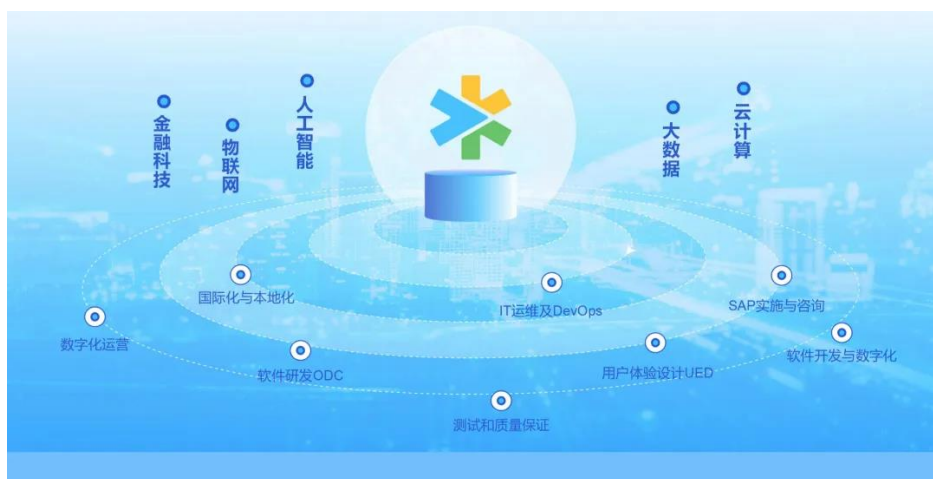 金融科技
物联网
人工智能
大数据
云计算
国际化与本地化
IT运维及DevOps
SAP实施与咨询
数字化运营
软件研发ODC
用户体验设计UED
软件开发与数字化
测试和质量保证